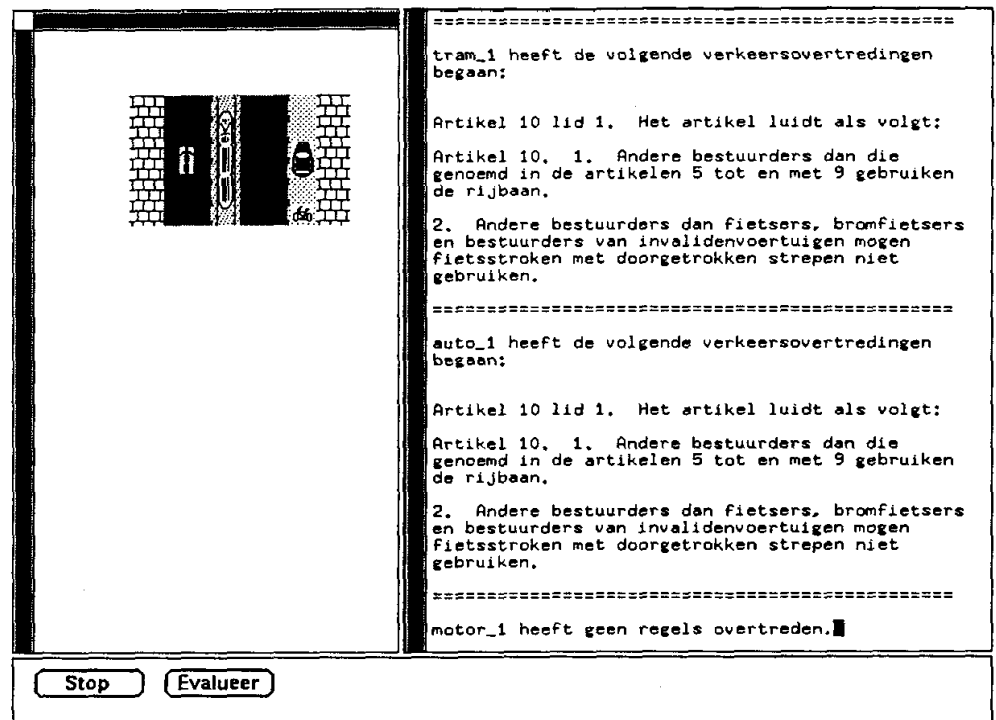 ==================================================
tram_1 heeft de volgende verkeersovertredingen
begaan:
Artikel 10 lid 1.  Het artikel luidt als volgt:
Artikel 10.  1.  Andere bestuurders dan die
genoemd in de artikelen 5 tot en met 9 gebruiken
de rijbaan.
2.  Andere bestuurders dan fietsers, bromfietsers
en bestuurders van invalidenvoertuigen mogen
fietsstroken met doorgetrokken strepen niet
gebruiken.
==================================================
auto_1 heeft de volgende verkeersovertredingen
begaan:
Artikel 10 lid 1.  Het artikel luidt als volgt:
Artikel 10.  1.  Andere bestuurders dan die
genoemd in de artikelen 5 tot en met 9 gebruiken
de rijbaan.
2.  Andere bestuurders dan fietsers, bromfietsers
en bestuurders van invalidenvoertuigen mogen
fietsstroken met doorgetrokken strepen niet
gebruiken.
==================================================
motor_1 heeft geen regels overtreden.
Stop Evalueer